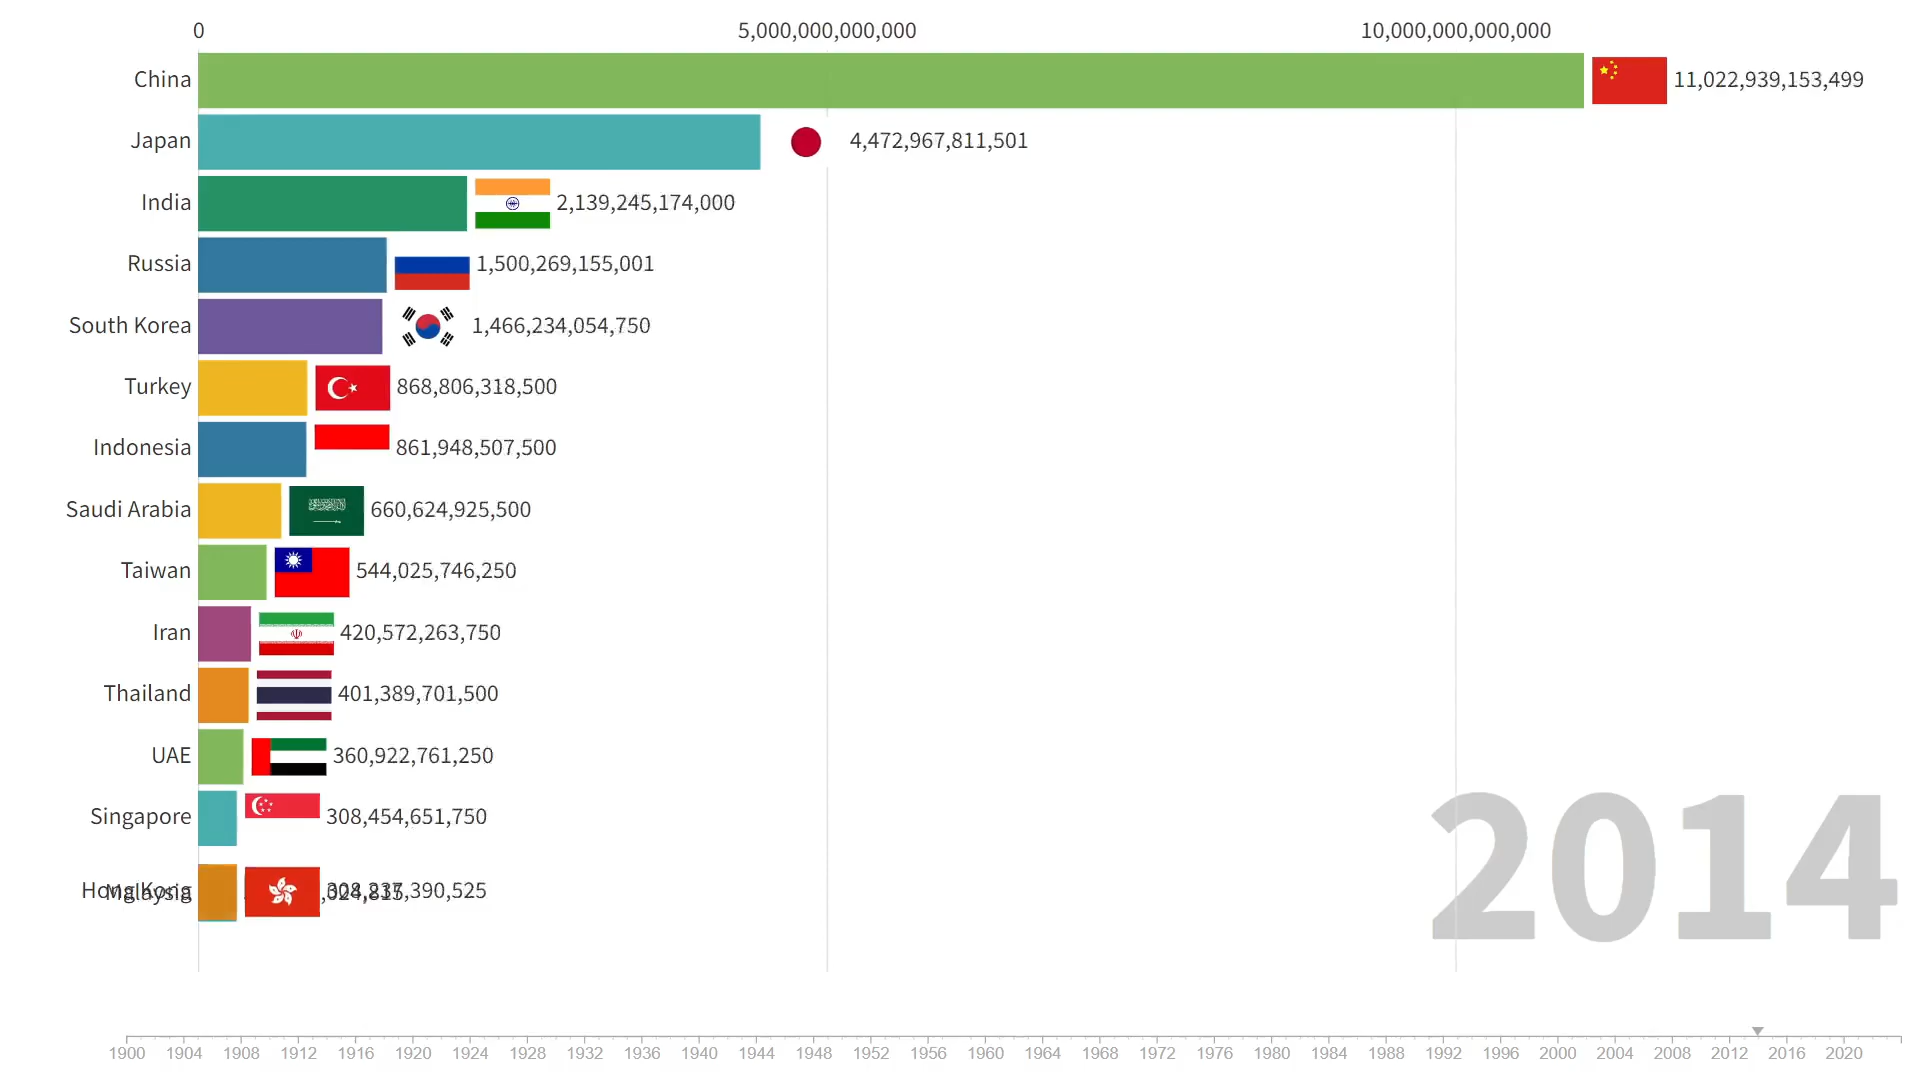 0 5,000,000,000,000 10,000,000,000,000
China 11,022,939,153,499
Japan 4,472,967,811,501
India 2,139,245,174,000
Russia 1,500,269,155,001
South Korea 1,466,234,054,750
Turkey 868,806,318,500
Indonesia 861,948,507,500
Saudi Arabia 660,624,925,500
Taiwan 544,025,746,250
Iran 420,572,263,750
Thailand 401,389,701,500
UAE 360,922,761,250
Singapore 308,454,651,750
Hong Kong
Malaysia
2014
1900 1904 1908 1912 1916 1920 1924 1928 1932 1936 1940 1944 1948 1952 1956 1960 1964 1968 1972 1976 1980 1984 1988 1992 1996 2000 2004 2008 2012 2016 2020